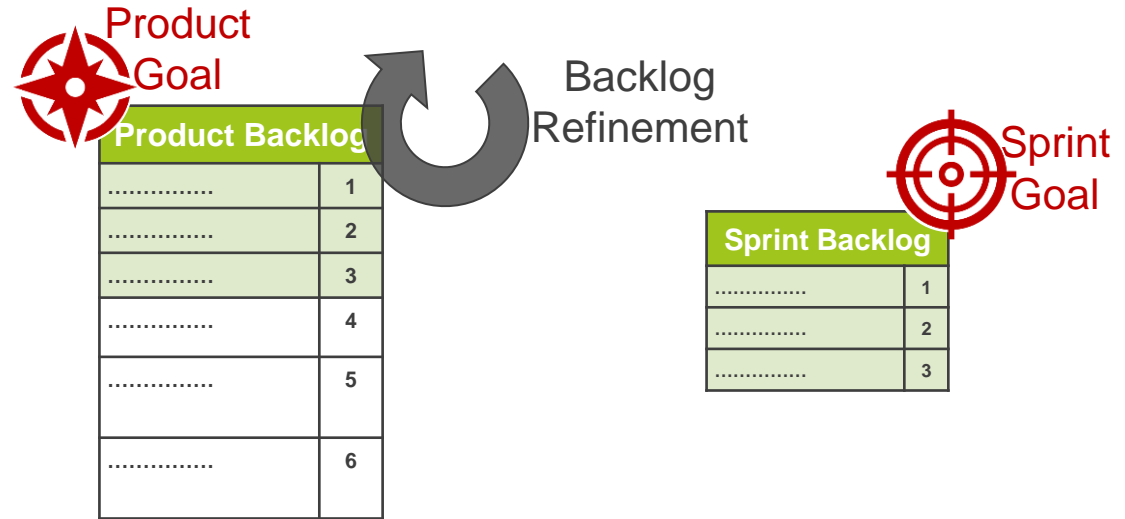 Product
Goal
Backlog
Refinement
Product Backlog
............... 1
............... 2
............... 3
............... 4
............... 5
............... 6
Sprint
Goal
Sprint Backlog
............... 1
............... 2
............... 3